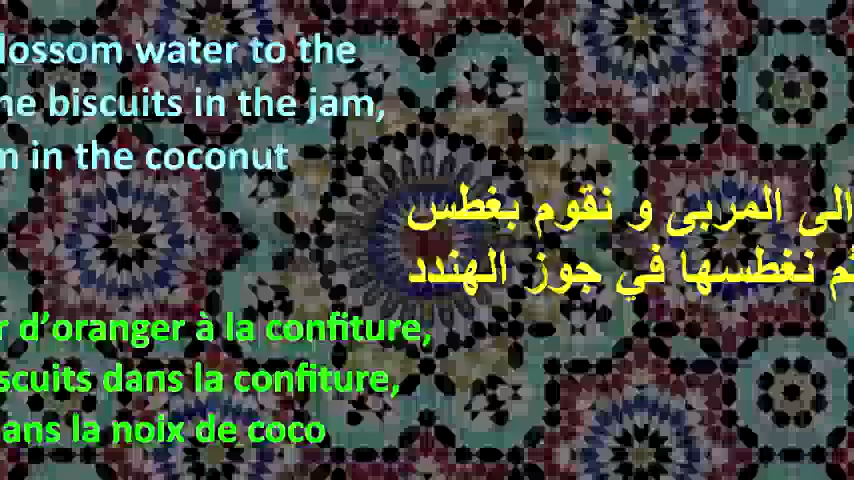 lossom water to the
he biscuits in the jam,
m in the coconut
الى المربى و نقوم بغطس
ثم نغطسها في جوز الهندد
r d’oranger à la confiture,
scuits dans la confiture,
ans la noix de coco